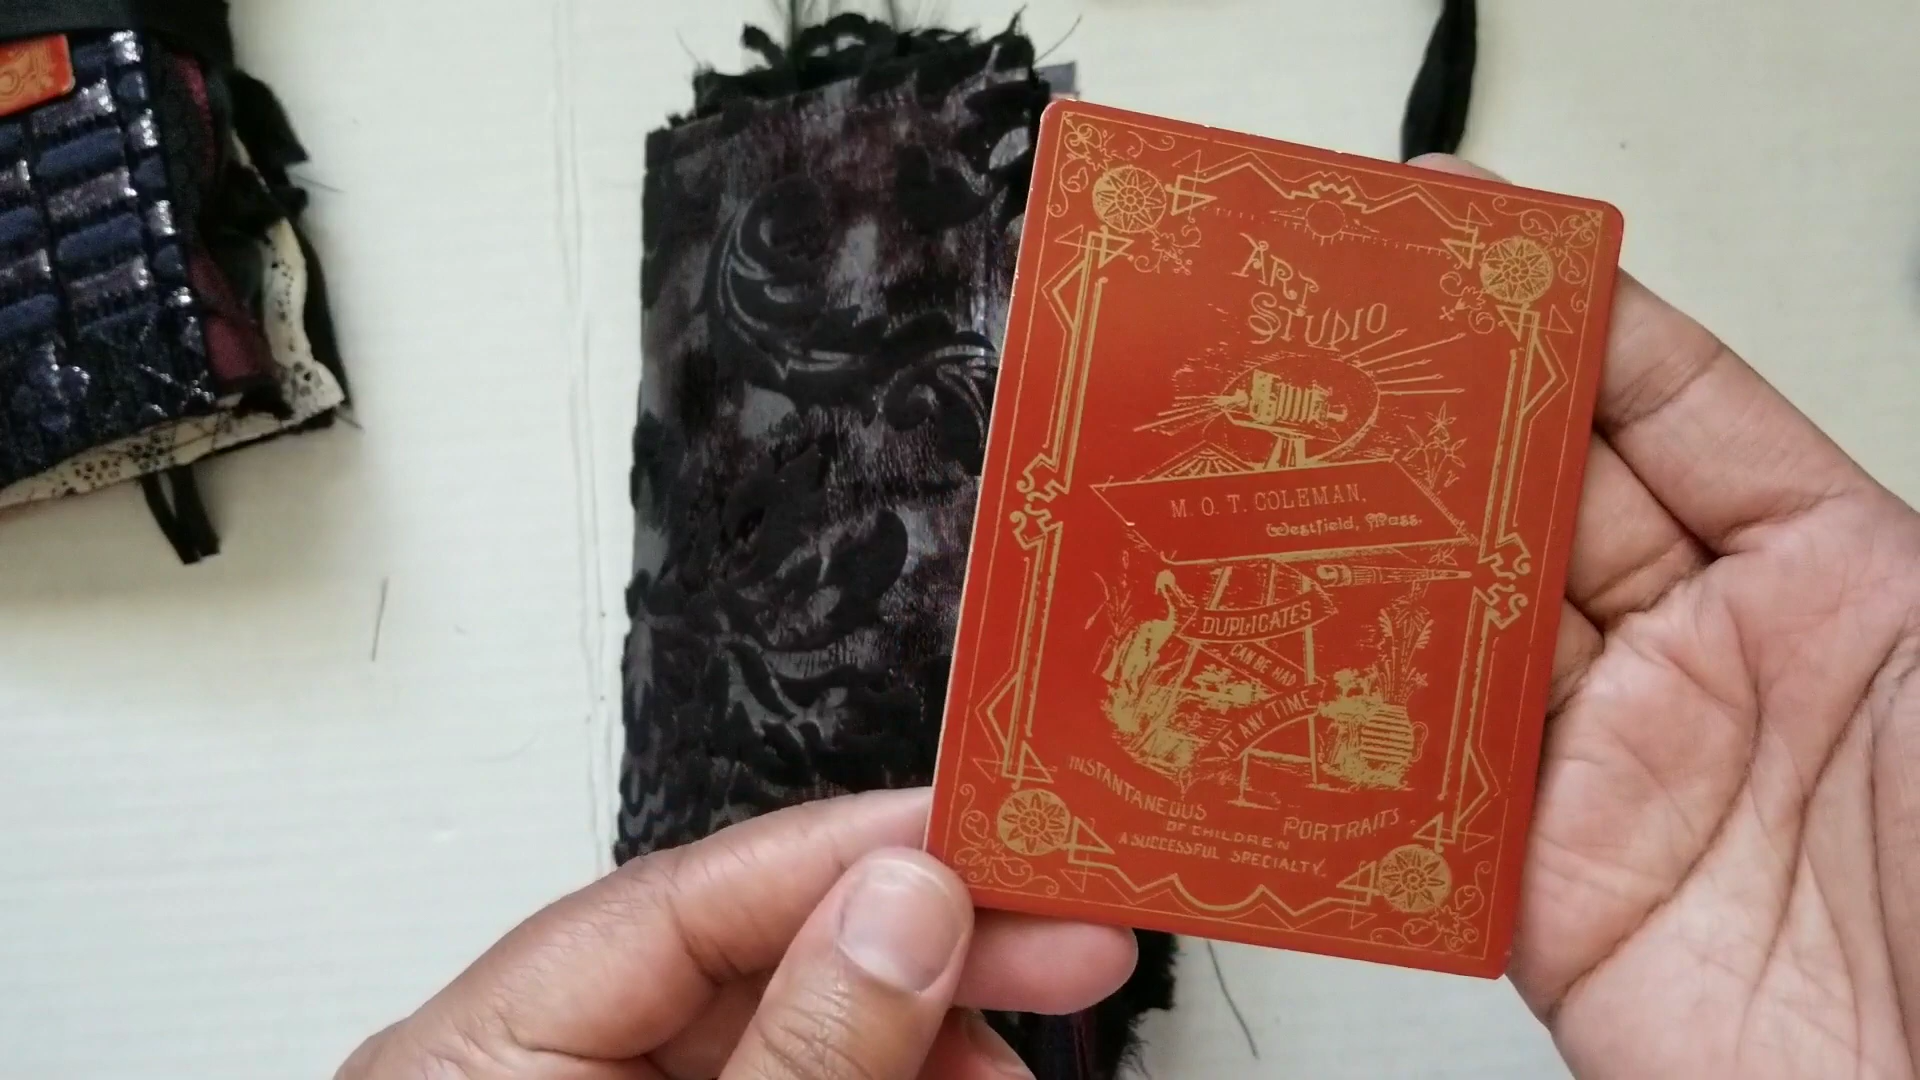 ART
STUDIO
M. O. T. COLEMAN,
Westfield, Mass.
DUPLICATES
CAN BE HAD
AT ANY TIME
INSTANTANEOUS PORTRAITS
OF CHILDREN
A SUCCESSFUL SPECIALTY.